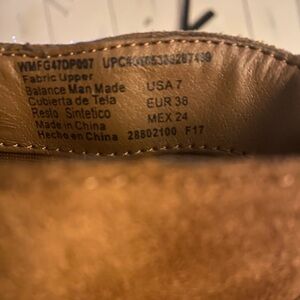 WMFG47DP007
Fabric Upper
Balance Man Made USA 7
Cubierta de Tela EUR 38
Resto Sintetico MEX 24
Made in China
Hecho en China 28802100 F17